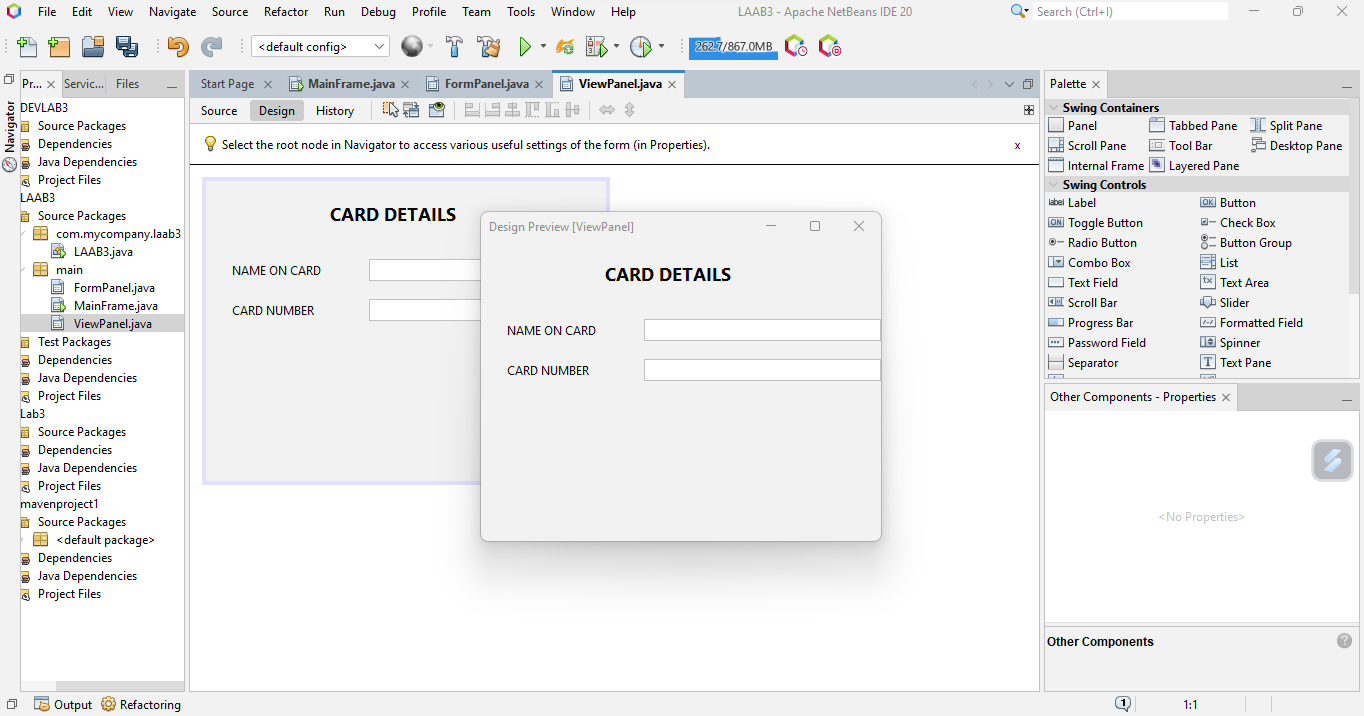 File Edit View Navigate Source Refactor Run Debug Profile Team Tools Window Help LAAB3 - Apache NetBeans IDE 20 Search (Ctrl+I)
<default config> 262.7/867.0MB
Pr... Servic... Files
Start Page MainFrame.java FormPanel.java ViewPanel.java
Source Design History
Select the root node in Navigator to access various useful settings of the form (in Properties). x
Navigator
DEVLAB3
Source Packages
Dependencies
Java Dependencies
Project Files
LAAB3
Source Packages
com.mycompany.laab3
LAAB3.java
main
FormPanel.java
MainFrame.java
ViewPanel.java
Test Packages
Dependencies
Java Dependencies
Project Files
Lab3
Source Packages
Dependencies
Java Dependencies
Project Files
mavenproject1
Source Packages
<default package>
Dependencies
Java Dependencies
Project Files
CARD DETAILS
NAME ON CARD
CARD NUMBER
Design Preview [ViewPanel]
CARD DETAILS
NAME ON CARD
CARD NUMBER
Palette
Swing Containers
Panel Tabbed Pane Split Pane
Scroll Pane Tool Bar Desktop Pane
Internal Frame Layered Pane
Swing Controls
label Label OK Button
ON Toggle Button Check Box
Radio Button Button Group
Combo Box List
Text Field Text Area
Scroll Bar Slider
Progress Bar Formatted Field
Password Field Spinner
Separator T Text Pane
Other Components - Properties
<No Properties>
Other Components
Output Refactoring 1 1:1